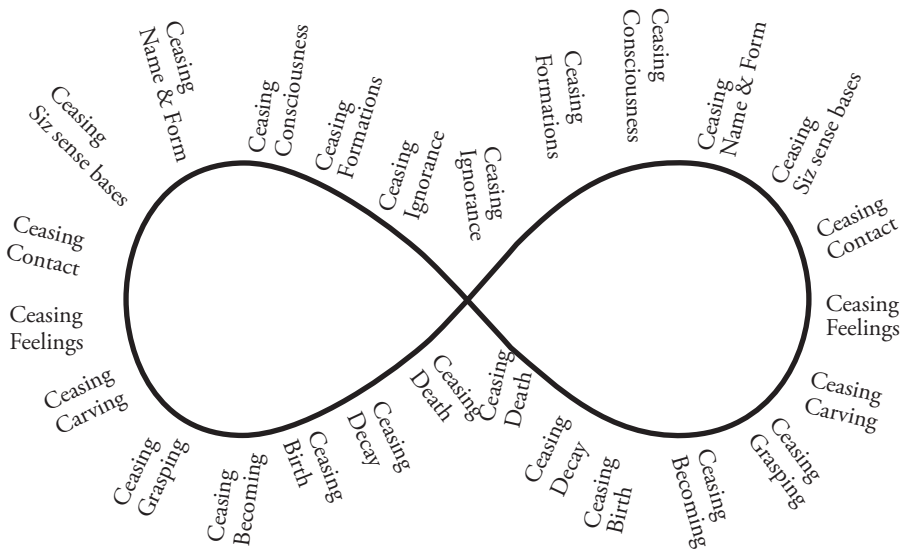 Ceasing
Ignorance
Ceasing
Formations
Ceasing
Consciousness
Ceasing
Name & Form
Ceasing
Siz sense bases
Ceasing
Contact
Ceasing
Feelings
Ceasing
Carving
Ceasing
Grasping
Ceasing
Becoming
Ceasing
Birth
Ceasing
Decay
Ceasing
Death
Ceasing
Ignorance
Ceasing
Formations
Ceasing
Consciousness
Ceasing
Name & Form
Ceasing
Siz sense bases
Ceasing
Contact
Ceasing
Feelings
Ceasing
Carving
Ceasing
Grasping
Ceasing
Becoming
Ceasing
Birth
Ceasing
Decay
Ceasing
Death